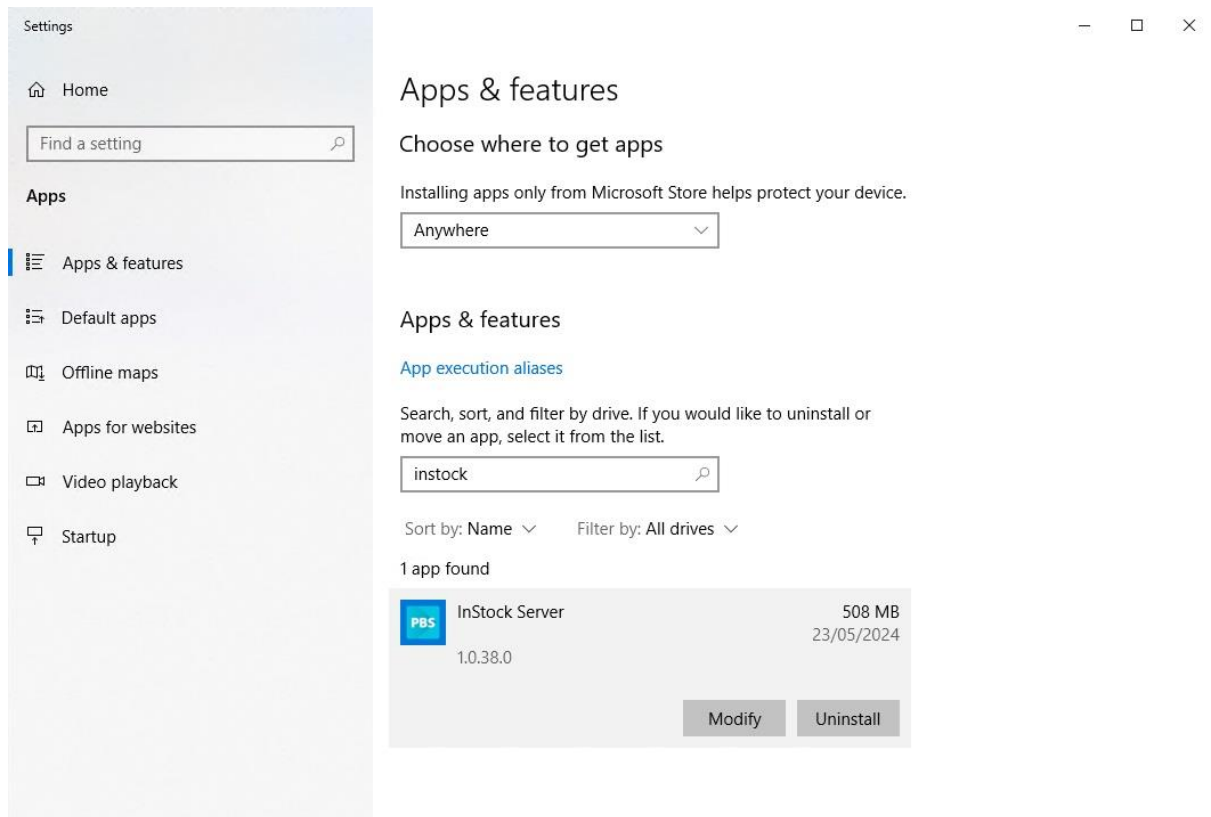 Settings
Home
Find a setting
Apps
Apps & features
Default apps
Offline maps
Apps for websites
Video playback
Startup
Apps & features
Choose where to get apps
Installing apps only from Microsoft Store helps protect your device.
Anywhere
Apps & features
App execution aliases
Search, sort, and filter by drive. If you would like to uninstall or
move an app, select it from the list.
instock
Sort by: Name Filter by: All drives
1 app found
PBS
InStock Server 508 MB
23/05/2024
1.0.38.0
Modify Uninstall